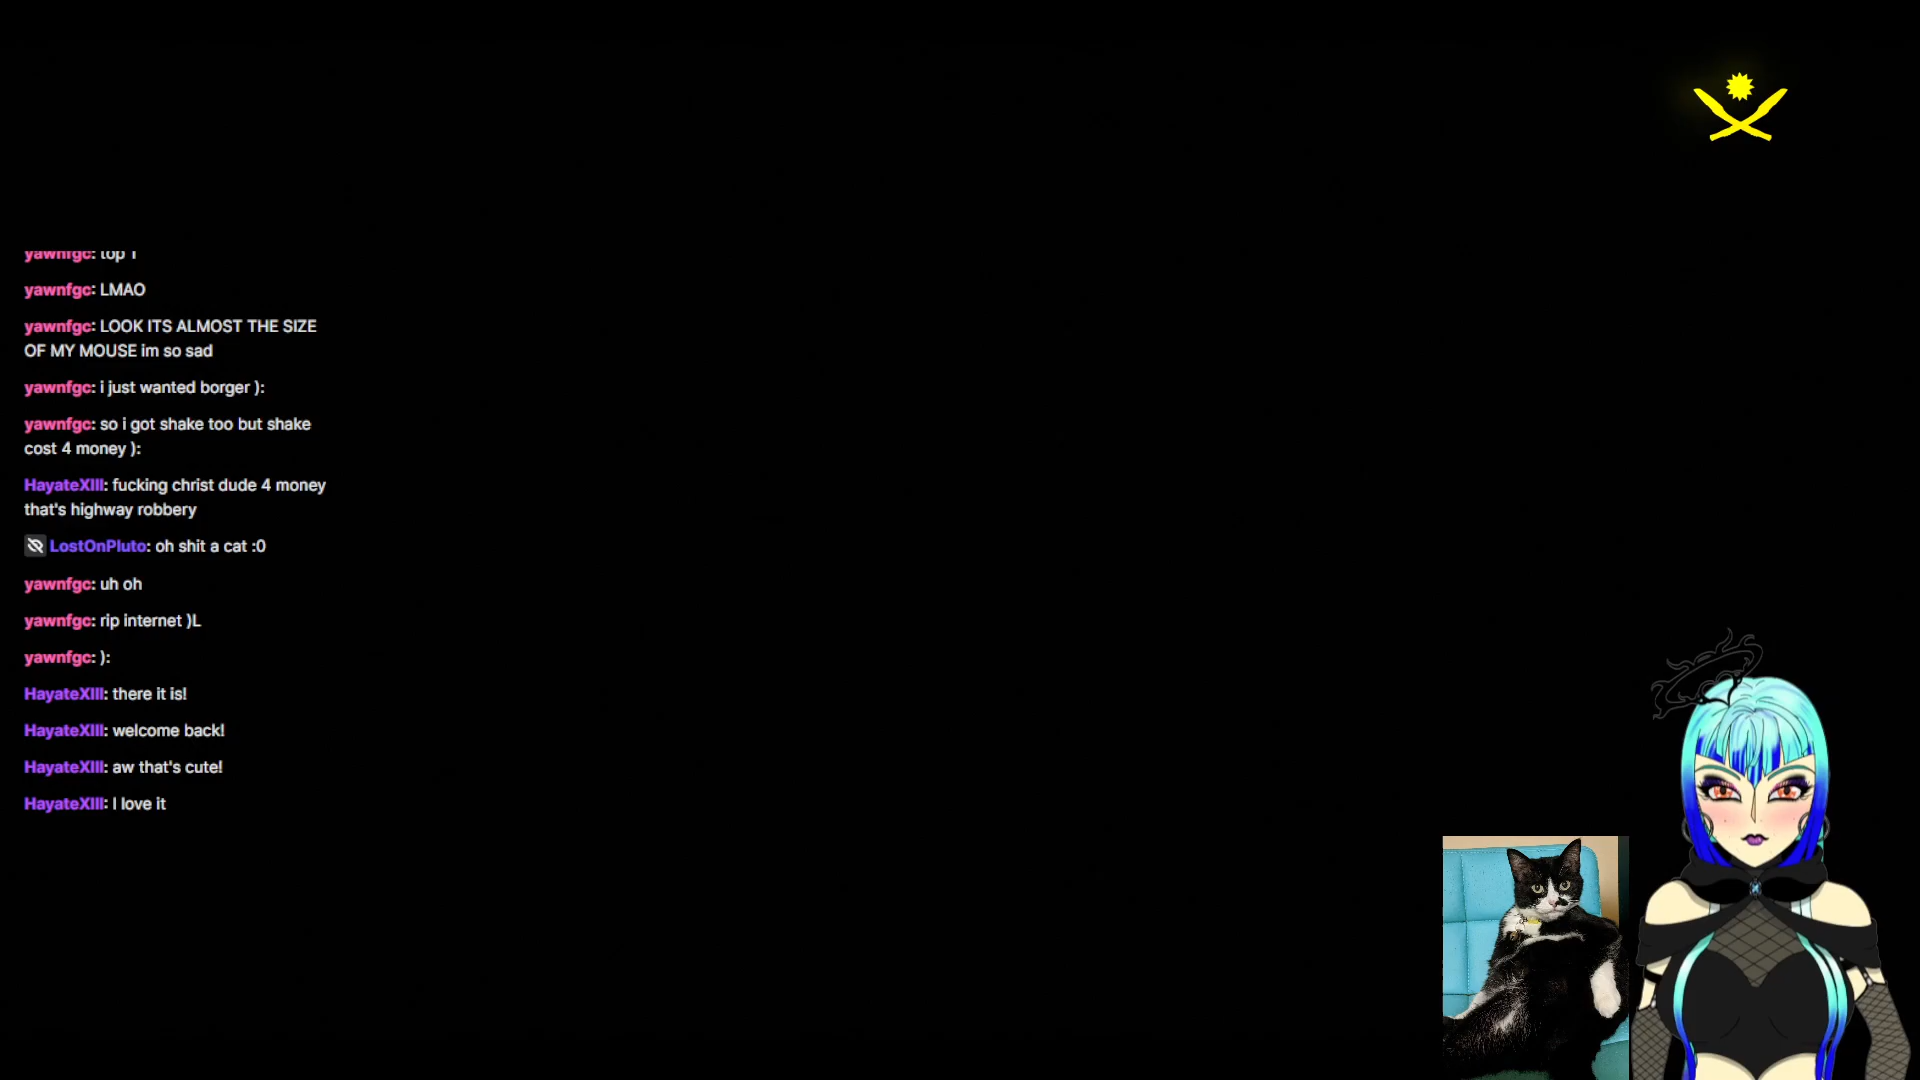 yawnfgc: top 1
yawnfgc: LMAO
yawnfgc: LOOK ITS ALMOST THE SIZE
OF MY MOUSE im so sad
yawnfgc: i just wanted borger ):
yawnfgc: so i got shake too but shake
cost 4 money ):
HayateXIII: fucking christ dude 4 money
that's highway robbery
LostOnPluto: oh shit a cat :0
yawnfgc: uh oh
yawnfgc: rip internet )L
yawnfgc: ):
HayateXIII: there it is!
HayateXIII: welcome back!
HayateXIII: aw that's cute!
HayateXIII: I love it